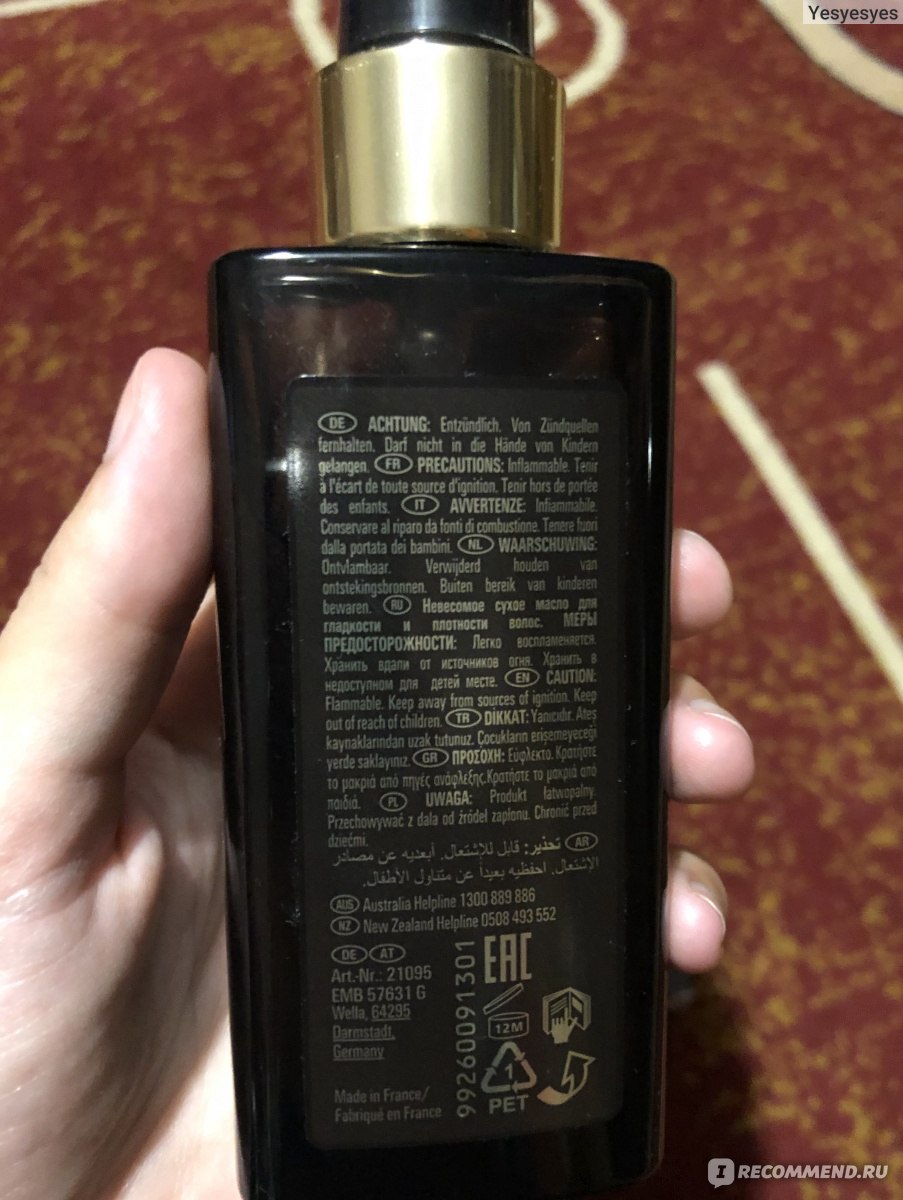 Yesyesyes
DE ACHTUNG: Entzündlich. Von Zündquellen
fernhalten. Darf nicht in die Hände von Kindern
gelangen. FR PRECAUTIONS: Inflammable. Tenir
à l'écart de toute source d'ignition. Tenir hors de portée
des enfants. IT AVVERTENZE: Infiammabile.
Conservare al riparo da fonti di combustione. Tenere fuori
dalla portata dei bambini. NL WAARSCHUWING:
Ontvlambaar. Verwijderd houden van
ontstekingsbronnen. Buiten bereik van kinderen
bewaren. RU Невесомое сухое масло для
гладкости и плотности волос. МЕРЫ
ПРЕДОСТОРОЖНОСТИ: Легко воспламеняется.
Хранить вдали от источников огня. Хранить в
недоступном для детей месте. EN CAUTION:
Flammable. Keep away from sources of ignition. Keep
out of reach of children. TR DİKKAT: Yanıcıdır. Ateş
kaynaklarından uzak tutunuz. Çocukların erişemeyeceği
yerde saklayınız. GR ΠΡΟΣΟΧΗ: Εύφλεκτο. Κρατήστε
το μακριά από πηγές ανάφλεξης.Κρατήστε το μακριά από
παιδιά. PL UWAGA: Produkt łatwopalny.
Przechowywać z dala od źródeł zapłonu. Chronić przed
dziećmi.
AR تحذير: قابل للإشتعال. أبعديه عن مصادر
الإشتعال. احفظيه بعيداً عن متناول الأطفال.
AUS Australia Helpline 1300 889 886
NZ New Zealand Helpline 0508 493 552
DE AT
Art.-Nr.: 21095
EMB 57631 G
Wella, 64295
Darmstadt,
Germany
Made in France/
Fabriqué en France
99260091301
EAC
12M
1
PET
IRECOMMEND.RU